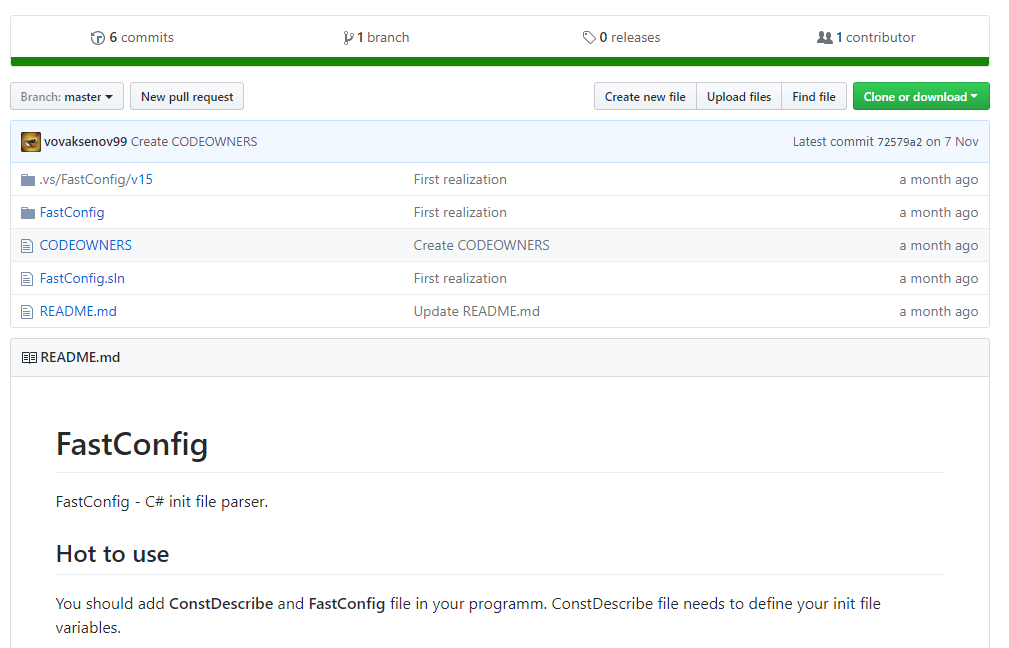 6 commits 1 branch 0 releases 1 contributor
Branch: master New pull request Create new file Upload files Find file Clone or download
vovaksenov99 Create CODEOWNERS Latest commit 72579a2 on 7 Nov
.vs/FastConfig/v15 First realization a month ago
FastConfig First realization a month ago
CODEOWNERS Create CODEOWNERS a month ago
FastConfig.sln First realization a month ago
README.md Update README.md a month ago
README.md
FastConfig
FastConfig - C# init file parser.
Hot to use
You should add ConstDescribe and FastConfig file in your programm. ConstDescribe file needs to define your init file
variables.